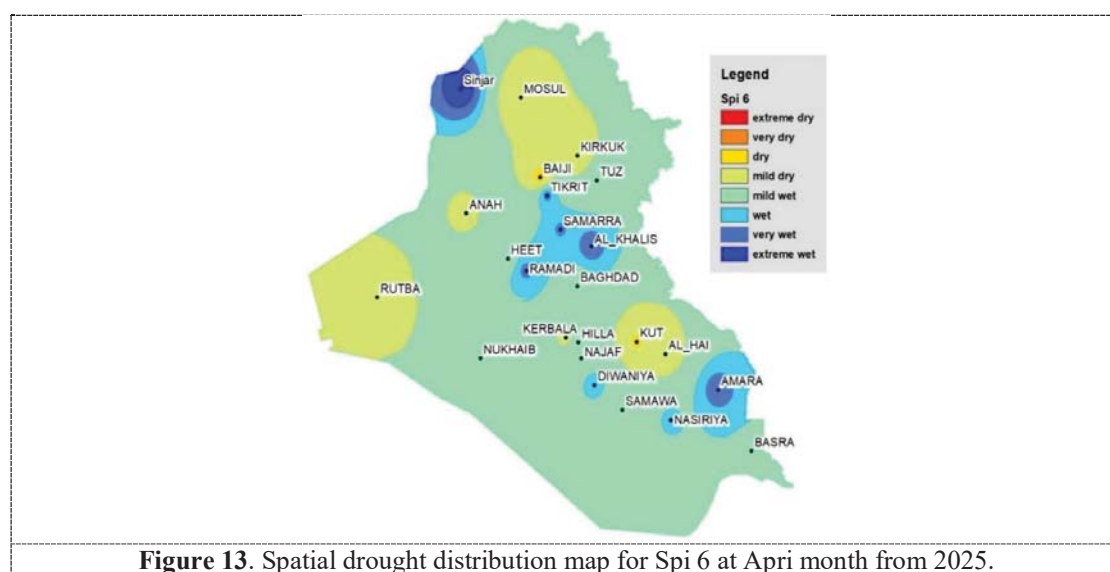 Sinjar
MOSUL
KIRKUK
BAIJI
TUZ
TIKRIT
ANAH
SAMARRA
AL_KHALIS
HEET
RAMADI
BAGHDAD
RUTBA
KERBALA
HILLA
KUT
NUKHAIB
NAJAF
AL_HAI
DIWANIYA
AMARA
SAMAWA
NASIRIYA
BASRA
Legend
Spi 6
extreme dry
very dry
dry
mild dry
mild wet
wet
very wet
extreme wet
Figure 13. Spatial drought distribution map for Spi 6 at Apri month from 2025.